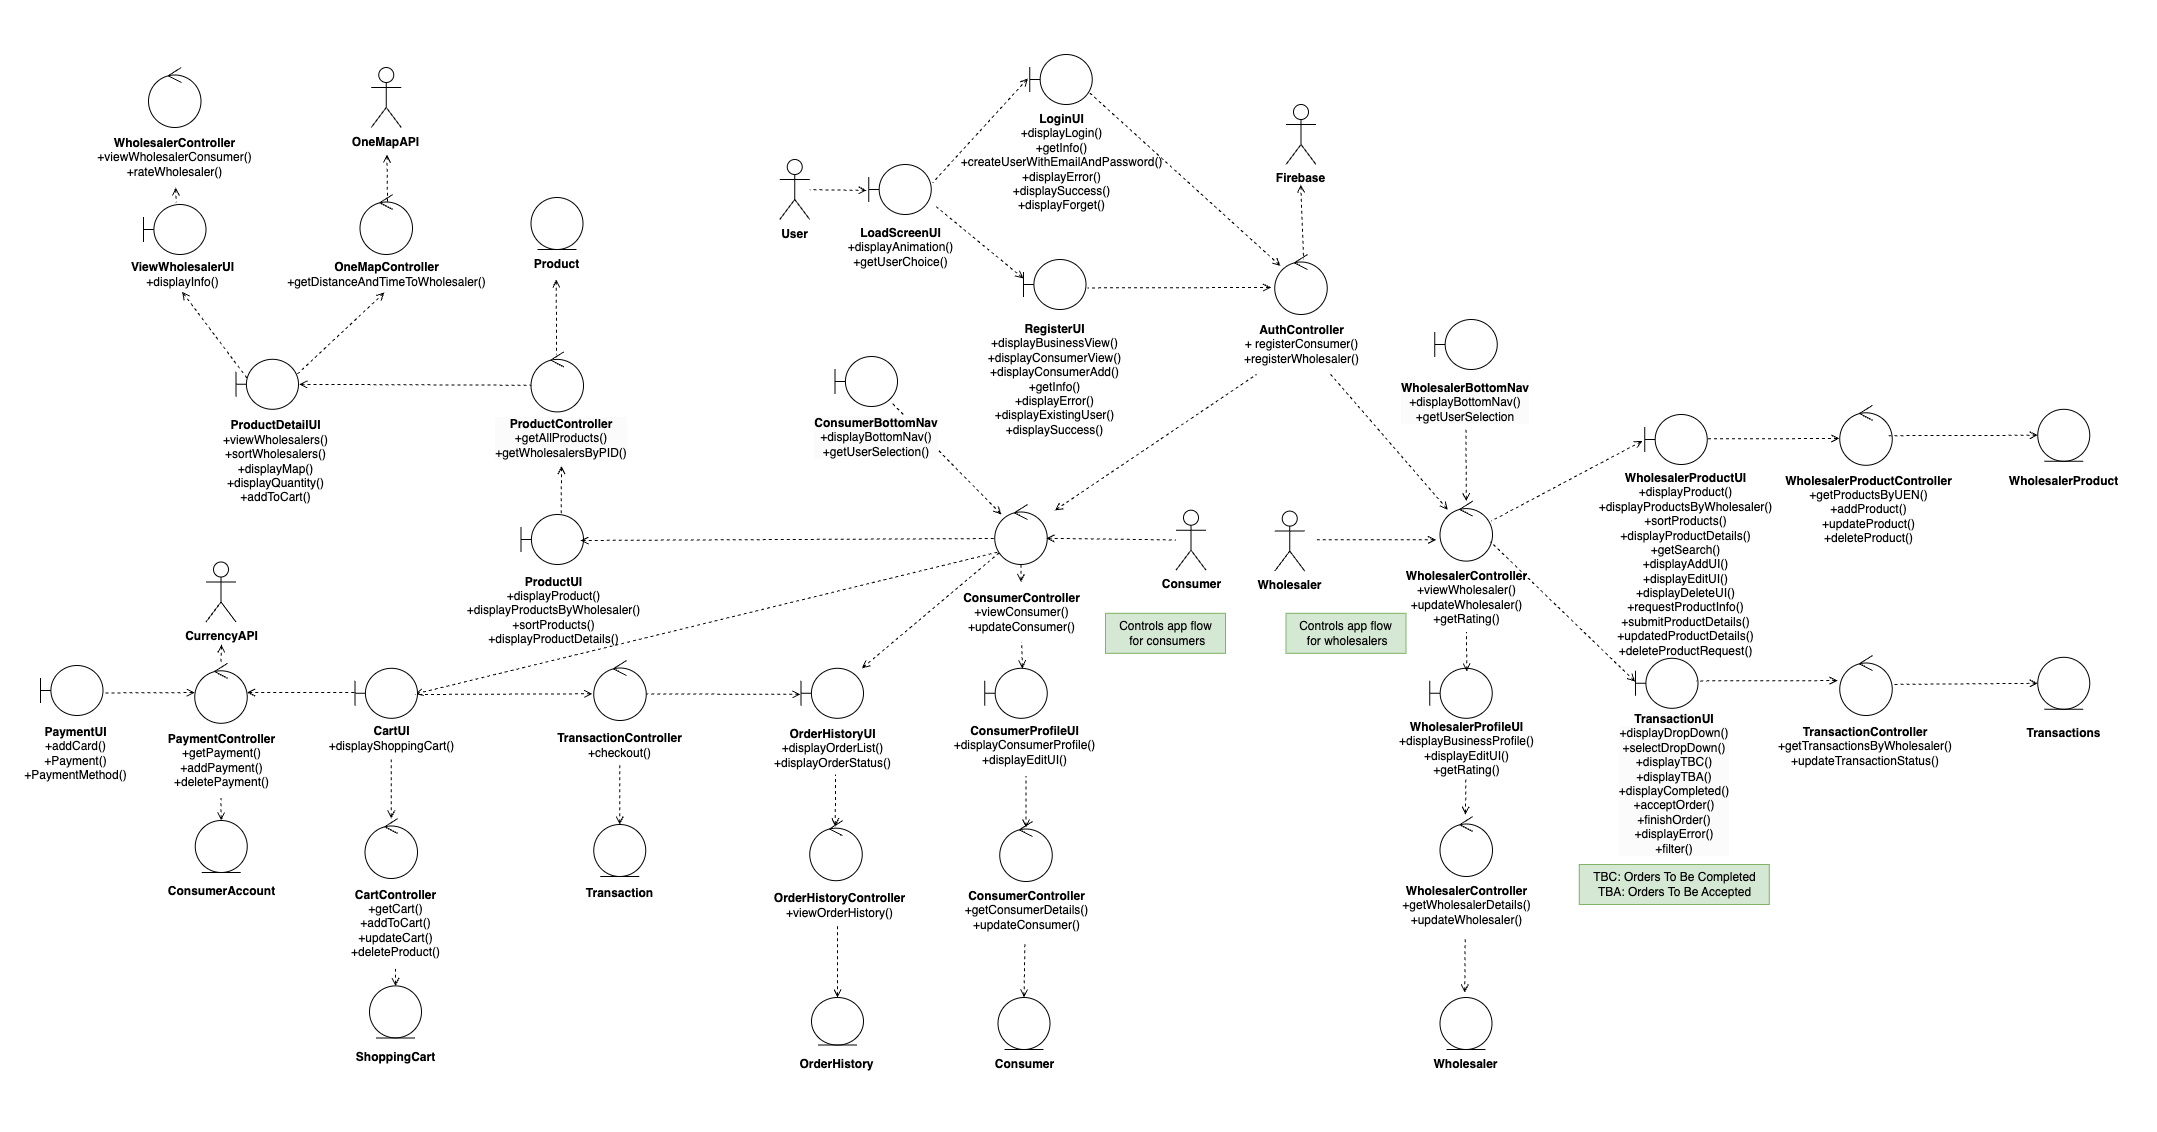 WholesalerController
+viewWholesalerConsumer()
+rateWholesaler()
OneMapAPI
ViewWholesalerUI
+displayInfo()
OneMapController
+getDistanceAndTimeToWholesaler()
Product
ProductDetailUI
+viewWholesalers()
+sortWholesalers()
+displayMap()
+displayQuantity()
+addToCart()
ProductController
+getAllProducts()
+getWholesalersByPID()
User
LoadScreenUI
+displayAnimation()
+getUserChoice()
LoginUI
+displayLogin()
+getInfo()
+createUserWithEmailAndPassword()
+displayError()
+displaySuccess()
+displayForget()
Firebase
RegisterUI
+displayBusinessView()
+displayConsumerView()
+displayConsumerAdd()
+getInfo()
+displayError()
+displayExistingUser()
+displaySuccess()
AuthController
+ registerConsumer()
+registerWholesaler()
ConsumerBottomNav
+displayBottomNav()
+getUserSelection()
WholesalerBottomNav
+displayBottomNav()
+getUserSelection
WholesalerProductUI
+displayProduct()
+displayProductsByWholesaler()
+sortProducts()
+displayProductDetails()
+getSearch()
+displayAddUI()
+displayEditUI()
+displayDeleteUI()
+requestProductInfo()
+submitProductDetails()
+updatedProductDetails()
+deleteProductRequest()
WholesalerProductController
+getProductsByUEN()
+addProduct()
+updateProduct()
+deleteProduct()
WholesalerProduct
ProductUI
+displayProduct()
+displayProductsByWholesaler()
+sortProducts()
+displayProductDetails()
ConsumerController
+viewConsumer()
+updateConsumer()
Consumer
Controls app flow
for consumers
Wholesaler
Controls app flow
for wholesalers
WholesalerController
+viewWholesaler()
+updateWholesaler()
+getRating()
CurrencyAPI
PaymentUI
+addCard()
+Payment()
+PaymentMethod()
PaymentController
+getPayment()
+addPayment()
+deletePayment()
CartUI
+displayShoppingCart()
TransactionController
+checkout()
OrderHistoryUI
+displayOrderList()
+displayOrderStatus()
ConsumerProfileUI
+displayConsumerProfile()
+displayEditUI()
WholesalerProfileUI
+displayBusinessProfile()
+displayEditUI()
+getRating()
TransactionUI
+displayDropDown()
+selectDropDown()
+displayTBC()
+displayTBA()
+displayCompleted()
+acceptOrder()
+finishOrder()
+displayError()
+filter()
TransactionController
+getTransactionsByWholesaler()
+updateTransactionStatus()
Transactions
TBC: Orders To Be Completed
TBA: Orders To Be Accepted
ConsumerAccount
CartController
+getCart()
+addToCart()
+updateCart()
+deleteProduct()
Transaction
OrderHistoryController
+viewOrderHistory()
ConsumerController
+getConsumerDetails()
+updateConsumer()
WholesalerController
+getWholesalerDetails()
+updateWholesaler()
ShoppingCart
OrderHistory
Consumer
Wholesaler